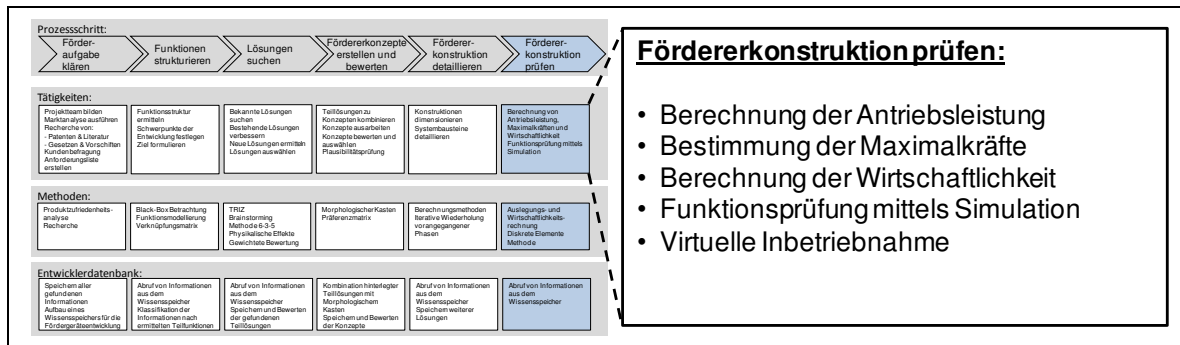 Prozessschritt:
Förder-
aufgabe
klären
Funktionen
strukturieren
Lösungen
suchen
Fördererkonzepte
erstellen und
bewerten
Förderer-
konstruktion
detaillieren
Förderer-
konstruktion
prüfen
Tätigkeiten:
Projektteam bilden
Marktanalyse ausführen
Recherche von:
- Patenten & Literatur
- Gesetzen & Vorschriften
Kundenbefragung
Anforderungsliste
erstellen
Funktionsstruktur
ermitteln
Schwerpunkte der
Entwicklung festlegen
Ziel formulieren
Bekannte Lösungen
suchen
Bestehende Lösungen
verbessern
Neue Lösungen ermitteln
Lösungen auswählen
Teillösungen zu
Konzepten kombinieren
Konzepte ausarbeiten
Konzepte bewerten und
auswählen
Plausibilitätsprüfung
Konstruktionen
dimensionieren
Systembausteine
detaillieren
Berechnung von
Antriebsleistung,
Maximalkräften und
Wirtschaftlichkeit
Funktionsprüfung mittels
Simulation
Methoden:
Produktzufriedenheits-
analyse
Recherche
Black-Box Betrachtung
Funktionsmodellierung
Verknüpfungsmatrix
TRIZ
Brainstorming
Methode 6-3-5
Physikalische Effekte
Gewichtete Bewertung
Morphologischer Kasten
Präferenzmatrix
Berechnungsmethoden
Iterative Wiederholung
vorangegangener
Phasen
Auslegungs- und
Wirtschaftlichkeits-
rechnung
Diskrete Elemente
Methode
Entwicklerdatenbank:
Speichern aller
gefundenen
Informationen
Aufbau eines
Wissensspeichers für die
Fördergeräteentwicklung
Abruf von Informationen
aus dem
Wissensspeicher
Klassifikation der
Informationen nach
ermittelten Teilfunktionen
Abruf von Informationen
aus dem
Wissensspeicher
Speichern und Bewerten
der gefundenen
Teillösungen
Kombination hinterlegter
Teillösungen mit
Morphologischem
Kasten
Speichern und Bewerten
der Konzepte
Abruf von Informationen
aus dem
Wissensspeicher
Speichern weiterer
Lösungen
Abruf von Informationen
aus dem
Wissensspeicher
Fördererkonstruktion prüfen:
• Berechnung der Antriebsleistung
• Bestimmung der Maximalkräfte
• Berechnung der Wirtschaftlichkeit
• Funktionsprüfung mittels Simulation
• Virtuelle Inbetriebnahme